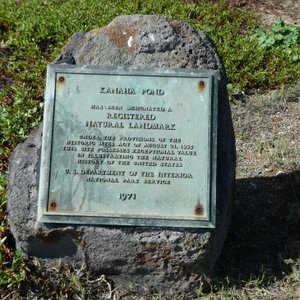 KANAHA POND
HAS BEEN DESIGNATED A
REGISTERED
NATURAL LANDMARK
UNDER THE PROVISIONS OF THE
HISTORIC SITES ACT OF AUGUST 21, 1935
THIS SITE POSSESSES EXCEPTIONAL VALUE
IN ILLUSTRATING THE NATURAL
HISTORY OF THE UNITED STATES
U. S. DEPARTMENT OF THE INTERIOR
NATIONAL PARK SERVICE
1971